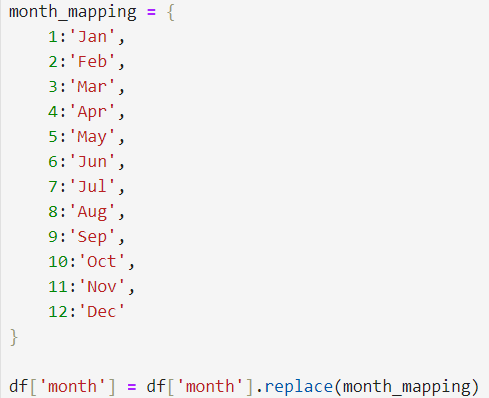 month_mapping = {
    1:'Jan',
    2:'Feb',
    3:'Mar',
    4:'Apr',
    5:'May',
    6:'Jun',
    7:'Jul',
    8:'Aug',
    9:'Sep',
    10:'Oct',
    11:'Nov',
    12:'Dec'
}

df['month'] = df['month'].replace(month_mapping)